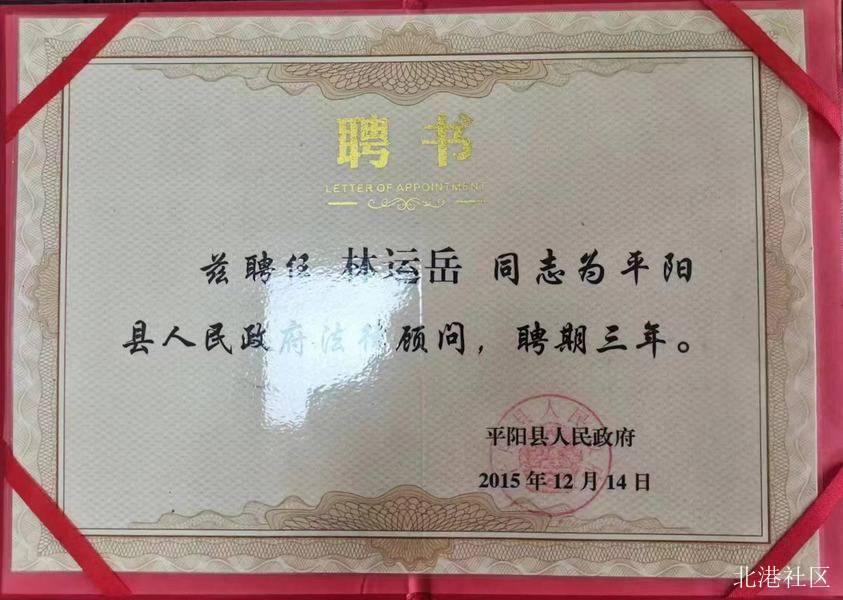 聘书
LETTER OF APPOINTMENT
兹聘任 林运岳 同志为平阳
县人民政府法律顾问，聘期三年。
平阳县人民政府
2015年12月14日
北港社区